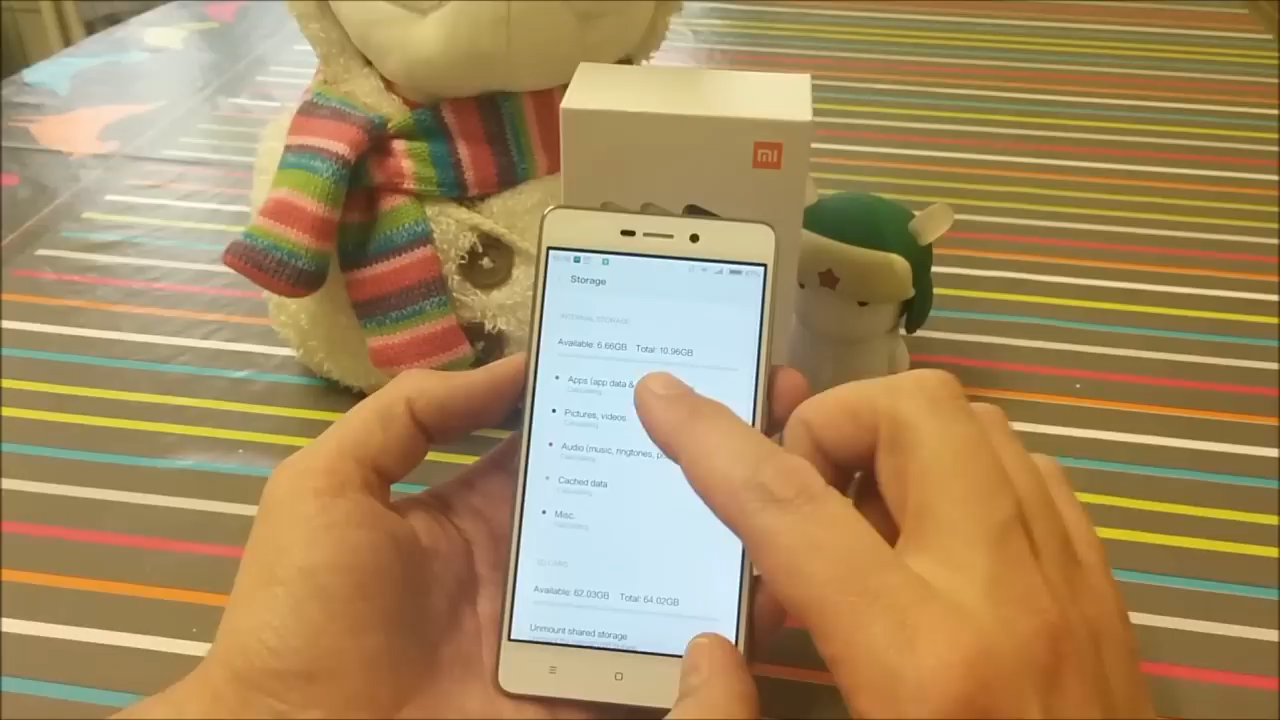 mi
Storage
INTERNAL STORAGE
Available: 6.66GB Total: 10.96GB
Apps (app data &
Calculating
Pictures, videos
Calculating
Audio (music, ringtones,
Calculating
Cached data
Calculating
Misc.
Calculating
SD CARD
Available: 62.03GB Total: 64.02GB
Unmount shared storage